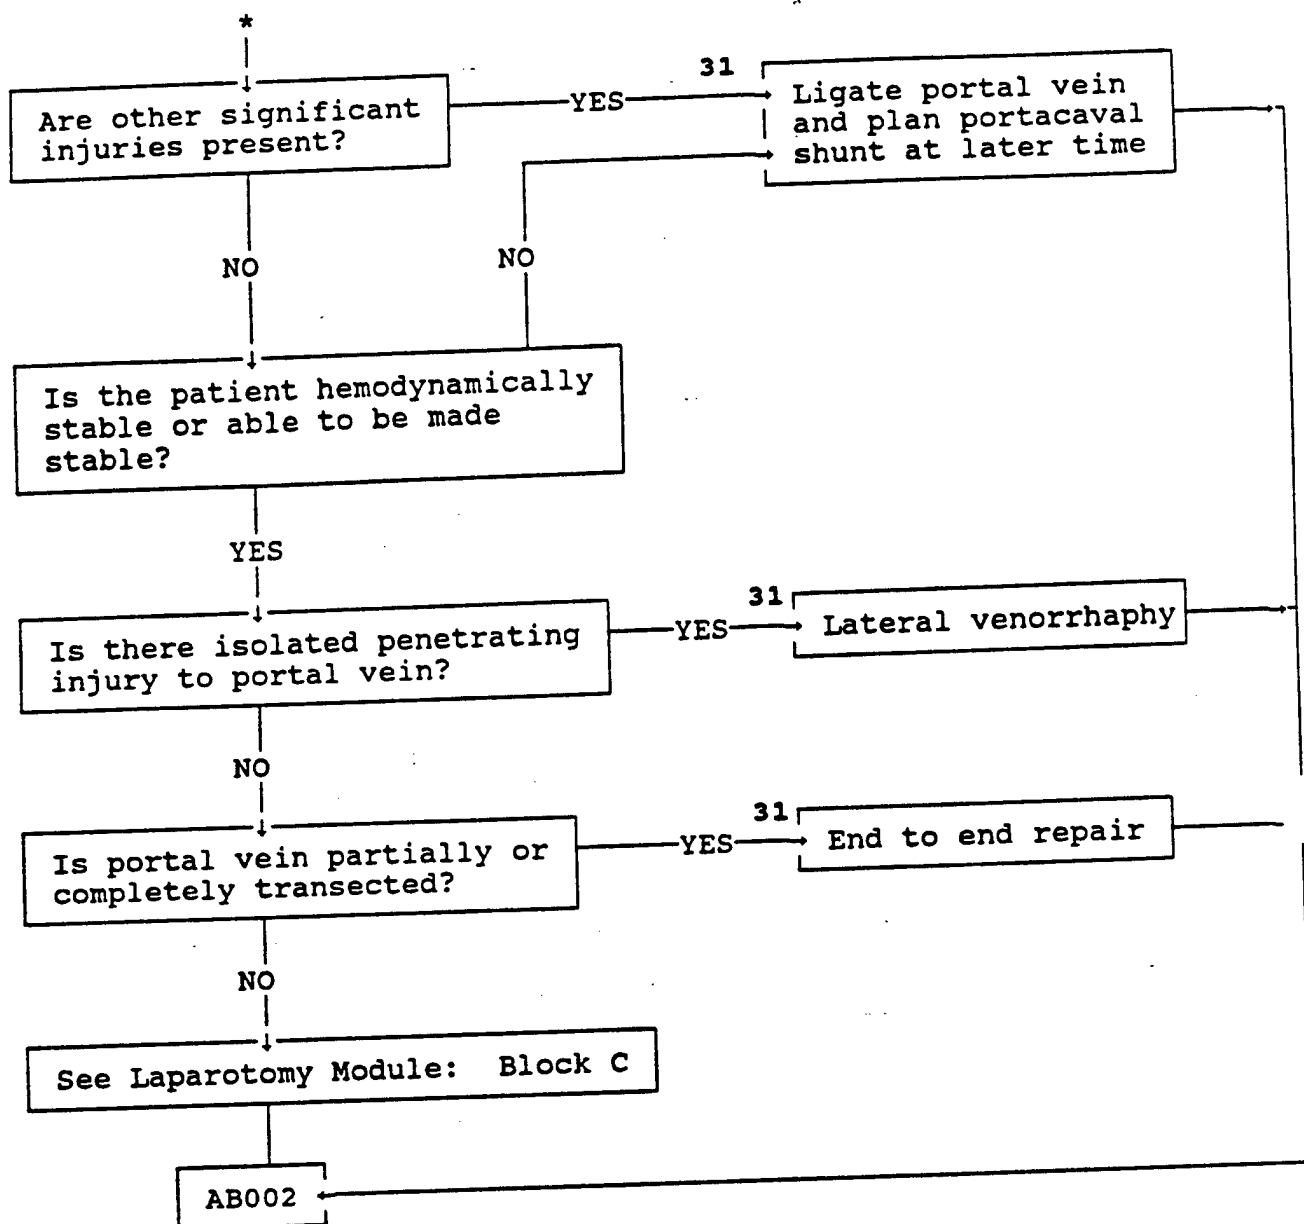 *
Are other significant
injuries present?
YES
31
Ligate portal vein
and plan portacaval
shunt at later time
NO
NO
Is the patient hemodynamically
stable or able to be made
stable?
YES
Is there isolated penetrating
injury to portal vein?
YES
31
Lateral venorrhaphy
NO
Is portal vein partially or
completely transected?
YES
31
End to end repair
NO
See Laparotomy Module: Block C
AB002